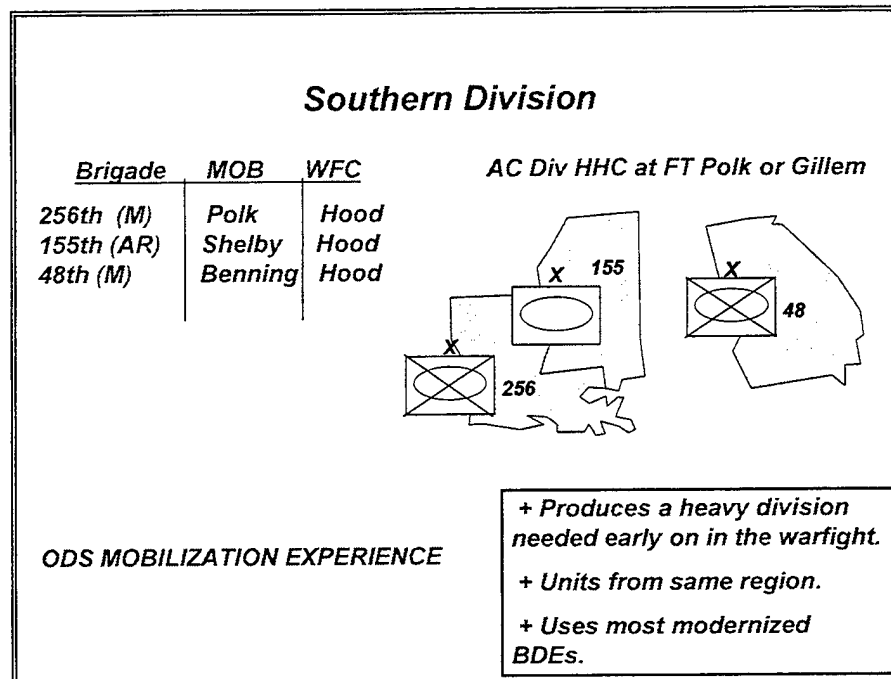 Southern Division
Brigade MOB WFC
256th (M) Polk Hood
155th (AR) Shelby Hood
48th (M) Benning Hood
AC Div HHC at FT Polk or Gillem
X 155
X
48
X
256
ODS MOBILIZATION EXPERIENCE
+ Produces a heavy division
needed early on in the warfight.
+ Units from same region.
+ Uses most modernized
BDEs.